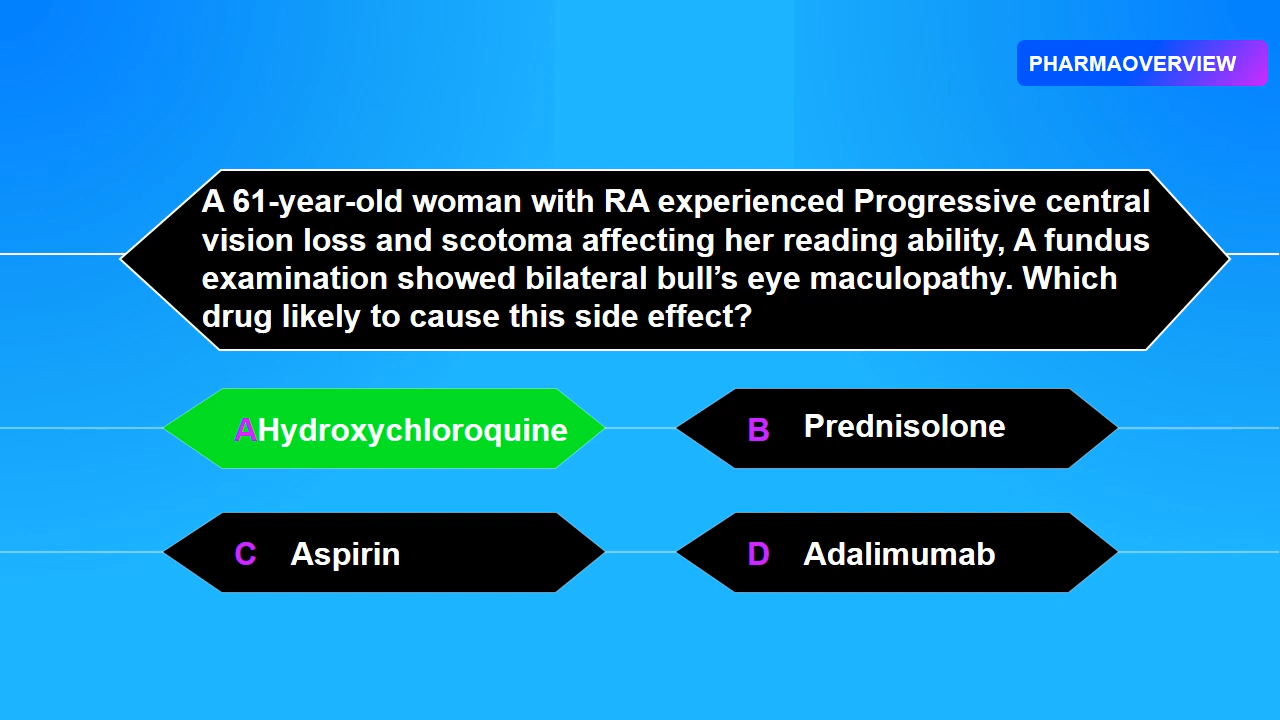 PHARMAOVERVIEW
A 61-year-old woman with RA experienced Progressive central
vision loss and scotoma affecting her reading ability, A fundus
examination showed bilateral bull’s eye maculopathy. Which
drug likely to cause this side effect?
A Hydroxychloroquine
B Prednisolone
C Aspirin
D Adalimumab